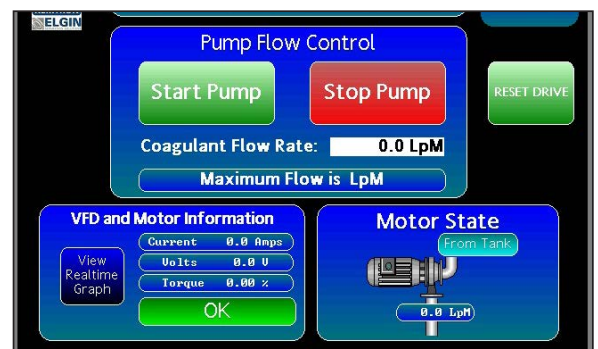 ELGIN
Pump Flow Control
Start Pump
Stop Pump
RESET DRIVE
Coagulant Flow Rate: 0.0 LpM
Maximum Flow is LpM
VFD and Motor Information
View
Realtime
Graph
Current 0.0 Amps
Volts 0.0 V
Torque 0.00 %
OK
Motor State
From Tank
0.0 LpM